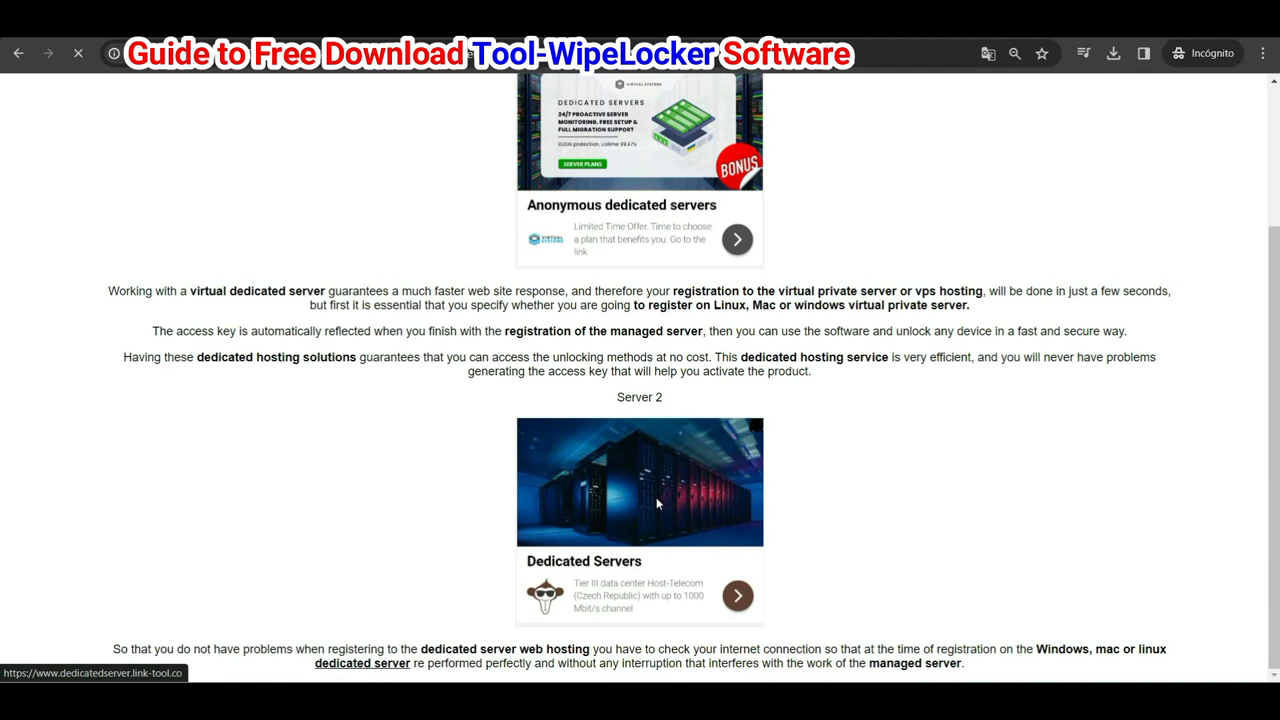 Guide to Free Download Tool-WipeLocker Software
Incógnito
VIRTUAL SYSTEMS
DEDICATED SERVERS
24/7 PROACTIVE SERVER
MONITORING. FREE SETUP &
FULL MIGRATION SUPPORT
SERVER PLANS
BONUS
Anonymous dedicated servers
Limited Time Offer. Time to choose
a plan that benefits you. Go to the
link
VIRTUAL
SYSTEMS
Working with a virtual dedicated server guarantees a much faster web site response, and therefore your registration to the virtual private server or vps hosting, will be done in just a few seconds,
but first it is essential that you specify whether you are going to register on Linux, Mac or windows virtual private server.
The access key is automatically reflected when you finish with the registration of the managed server, then you can use the software and unlock any device in a fast and secure way.
Having these dedicated hosting solutions guarantees that you can access the unlocking methods at no cost. This dedicated hosting service is very efficient, and you will never have problems
generating the access key that will help you activate the product.
Server 2
Dedicated Servers
Tier III data center Host-Telecom
(Czech Republic) with up to 1000
Mbit/s channel
So that you do not have problems when registering to the dedicated server web hosting you have to check your internet connection so that at the time of registration on the Windows, mac or linux
dedicated server re performed perfectly and without any interruption that interferes with the work of the managed server.
https://www.dedicatedserver.link-tool.co